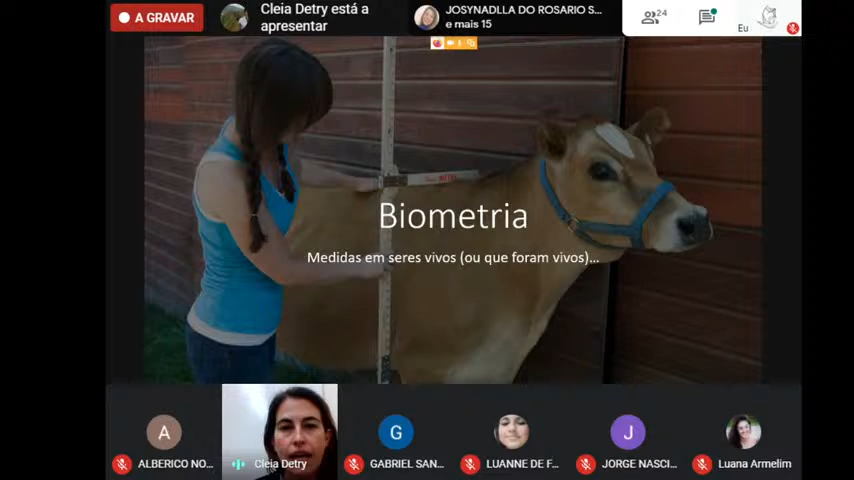 A GRAVAR
Cleia Detry está a
apresentar
JOSYNADLLA DO ROSARIO S...
e mais 15
24
Eu
Biometria
Medidas em seres vivos (ou que foram vivos)...
A
G
J
ALBERICO NO...
Cleia Detry
GABRIEL SAN...
LUANNE DE F...
JORGE NASCI...
Luana Armelim